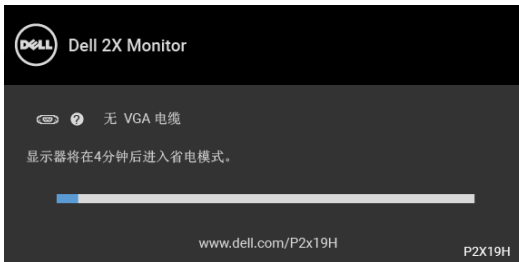 DELL Dell 2X Monitor
无 VGA 电缆
显示器将在4分钟后进入省电模式。
www.dell.com/P2x19H
P2X19H